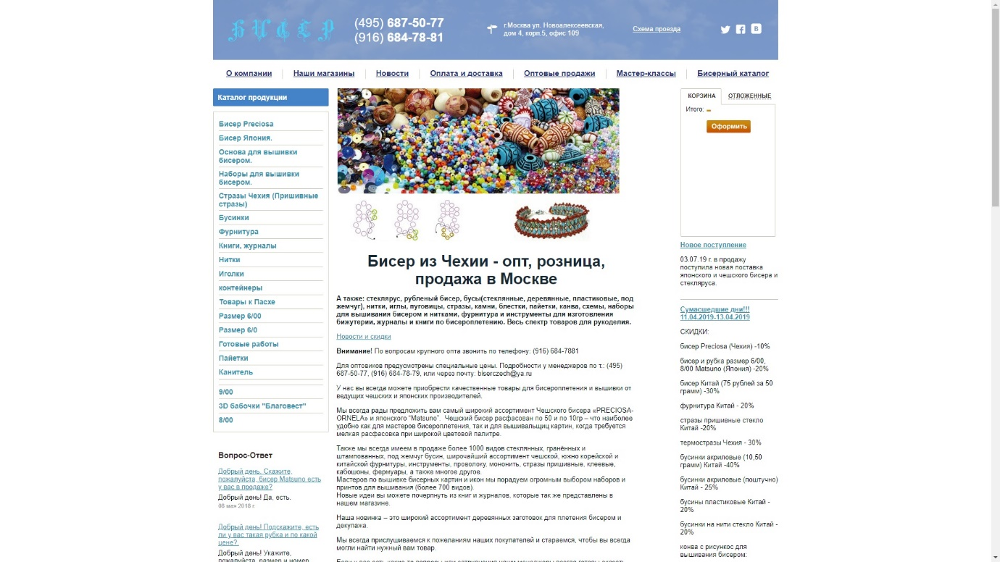 БИСЕР
(495) 687-50-77
(916) 684-78-81
г.Москва ул. Новоалексеевская,
дом 4, корп.5, офис 109
Схема проезда
О компании
Наши магазины
Новости
Оплата и доставка
Оптовые продажи
Мастер-классы
Бисерный каталог
Каталог продукции
Бисер Preciosa
Бисер Япония.
Основа для вышивки
бисером.
Наборы для вышивки
бисером.
Стразы Чехия (Пришивные
стразы)
Бусинки
Фурнитура
Книги, журналы
Нитки
Иголки
контейнеры
Товары к Пасхе
Размер 6/00
Размер 6/0
Готовые работы
Пайетки
Канитель
9/00
3D бабочки "Благовест"
8/00
Вопрос-Ответ
Добрый день. Скажите,
пожалуйста, бисер Matsuno есть
у вас в продаже?
Добрый день! Да, есть.
08 мая 2018 г.
Добрый день! Подскажите, есть
ли у вас такая рубка и по какой
цене?.
Добрый день! Укажите,
пожалуйста, размер и номер
Бисер из Чехии - опт, розница,
продажа в Москве
А также: стеклярус, рубленый бисер, бусы(стеклянные, деревянные, пластиковые, под
жемчуг), нитки, иглы, пуговицы, стразы, камни, блестки, пайетки, канва, схемы, наборы
для вышивания бисером и нитками, фурнитура и инструменты для изготовления
бижутерии, журналы и книги по бисероплетению. Весь спектр товаров для рукоделия.
Новости и скидки
Внимание! По вопросам крупного опта звонить по телефону: (916) 684-7881
Для оптовиков предусмотрены специальные цены. Подробности у менеджеров по т.: (495)
687-50-77, (916) 684-78-79, или через почту: biserczech@ya.ru
У нас вы всегда можете приобрести качественные товары для бисероплетения и вышивки от
ведущих чешских и японских производителей.
Мы всегда рады предложить вам самый широкий ассортимент Чешского бисера «PRECIOSA-
ORNELA» и японского “Matsuno”. Чешский бисер расфасован по 50 и по 10гр – что наиболее
удобно как для мастеров бисероплетения, так и для вышивальщиц картин, когда требуется
мелкая расфасовка при широкой цветовой палитре.
Также мы всегда имеем в продаже более 1000 видов стеклянных, гранённых и
штампованных, под жемчуг бусин, широчайший ассортимент чешской, южно корейской и
китайской фурнитуры, инструменты, проволоку, мононить, стразы пришивные, клеевые,
кабошоны, фермуары, а также многое другое.
Мастеров по вышивке бисерных картин и икон мы порадуем огромным выбором наборов и
принтов для вышивания (более 700 видов).
Новые идеи вы можете почерпнуть из книг и журналов, которые так же представлены в
нашем магазине.
Наша новинка – это широкий ассортимент деревянных заготовок для плетения бисером и
декупажа.
Мы всегда прислушиваемся к пожеланиям наших покупателей и стараемся, чтобы вы всегда
могли найти нужный вам товар.
КОРЗИНА
ОТЛОЖЕННЫЕ
Итого:
Оформить
Новое поступление
03.07.19 г. в продажу
поступила новая поставка
японского и чешского бисера и
стекляруса.
Сумасшедшие дни!!!
11.04.2019-13.04.2019
СКИДКИ:
бисер Preciosa (Чехия) -10%
бисер и рубка размер 6/00,
8/00 Matsuno (Япония) -20%
бисер Китай (75 рублей за 50
грамм) -30%
фурнитура Китай - 20%
стразы пришивные стекло
Китай -20%
термостразы Чехия - 30%
бусинки акриловые (10,50
грамм) Китай -40%
бусинки акриловые (поштучно)
Китай - 25%
бусины пластиковые Китай -
20%
бусинки на нити стекло Китай -
20%
конва с рисункос для
вышивания бисером: